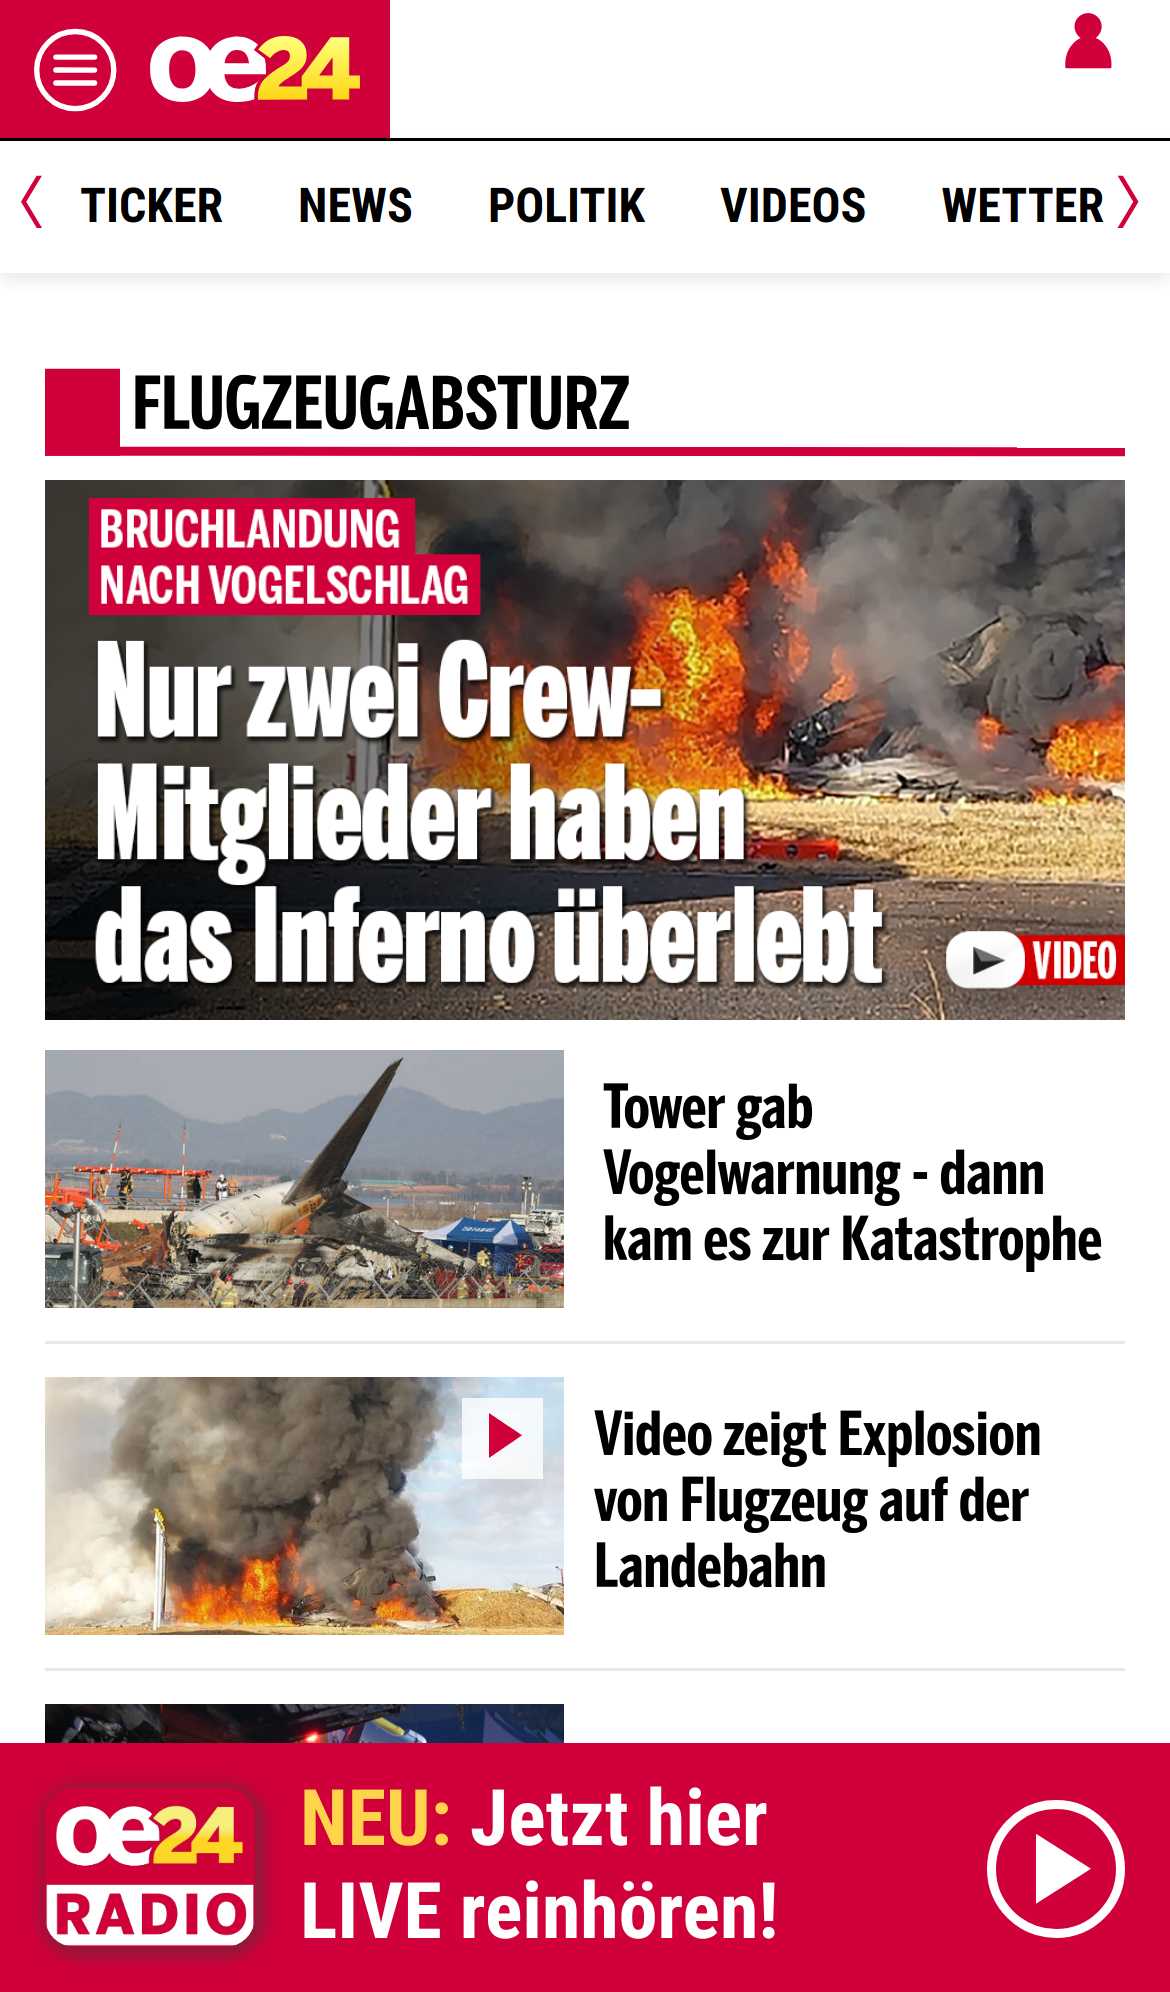 oe24
TICKER NEWS POLITIK VIDEOS WETTER
FLUGZEUGABSTURZ
BRUCHLANDUNG
NACH VOGELSCHLAG
Nur zwei Crew-
Mitglieder haben
das Inferno überlebt
VIDEO
Tower gab
Vogelwarnung - dann
kam es zur Katastrophe
Video zeigt Explosion
von Flugzeug auf der
Landebahn
oe24
RADIO
NEU: Jetzt hier
LIVE reinhören!